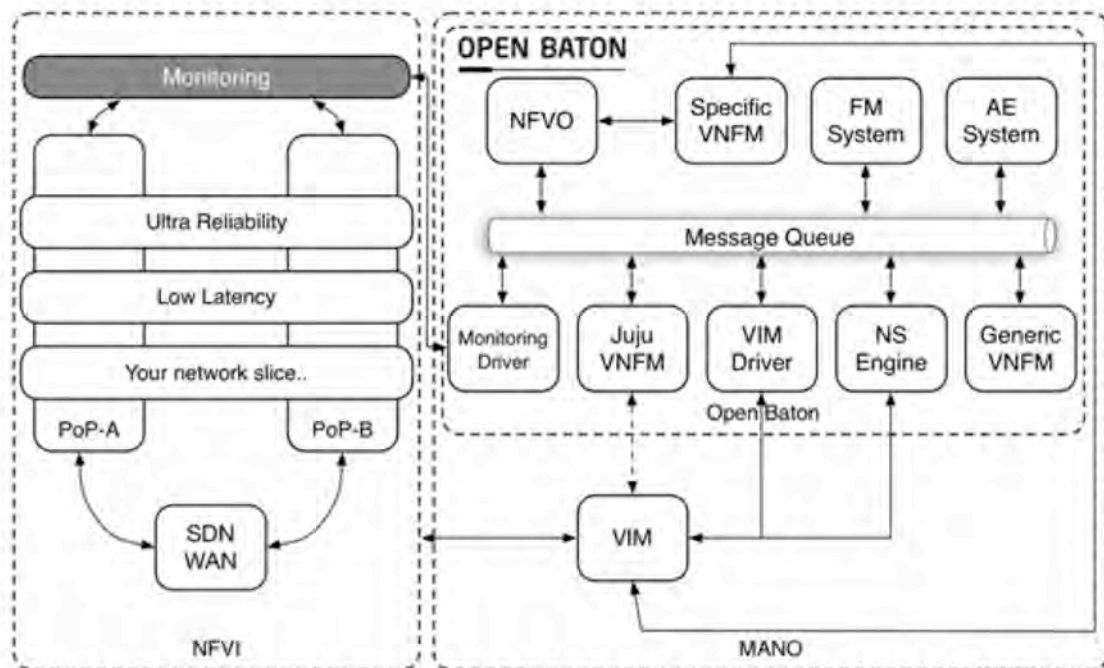 Monitoring
Ultra Reliability
Low Latency
Your network slice..
PoP-A
PoP-B
SDN
WAN
NFVI
OPEN BATON
NFVO
Specific
VNFM
FM
System
AE
System
Message Queue
Monitoring
Driver
Juju
VNFM
VIM
Driver
NS
Engine
Generic
VNFM
Open Baton
VIM
MANO